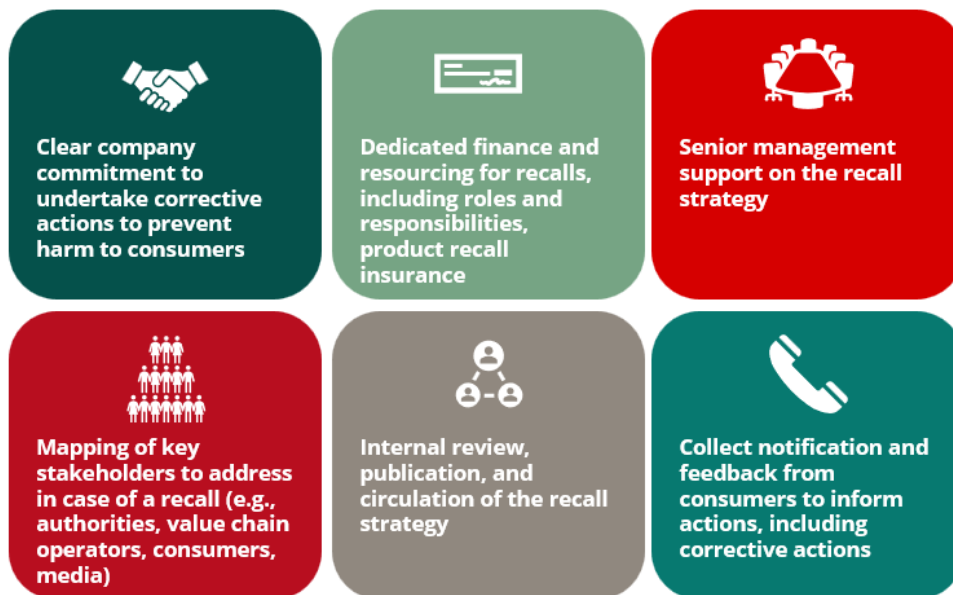 Clear company
commitment to
undertake corrective
actions to prevent
harm to consumers
Dedicated finance and
resourcing for recalls,
including roles and
responsibilities,
product recall
insurance
Senior management
support on the recall
strategy
Mapping of key
stakeholders to address
in case of a recall (e.g.,
authorities, value chain
operators, consumers,
media)
Internal review,
publication, and
circulation of the recall
strategy
Collect notification and
feedback from
consumers to inform
actions, including
corrective actions